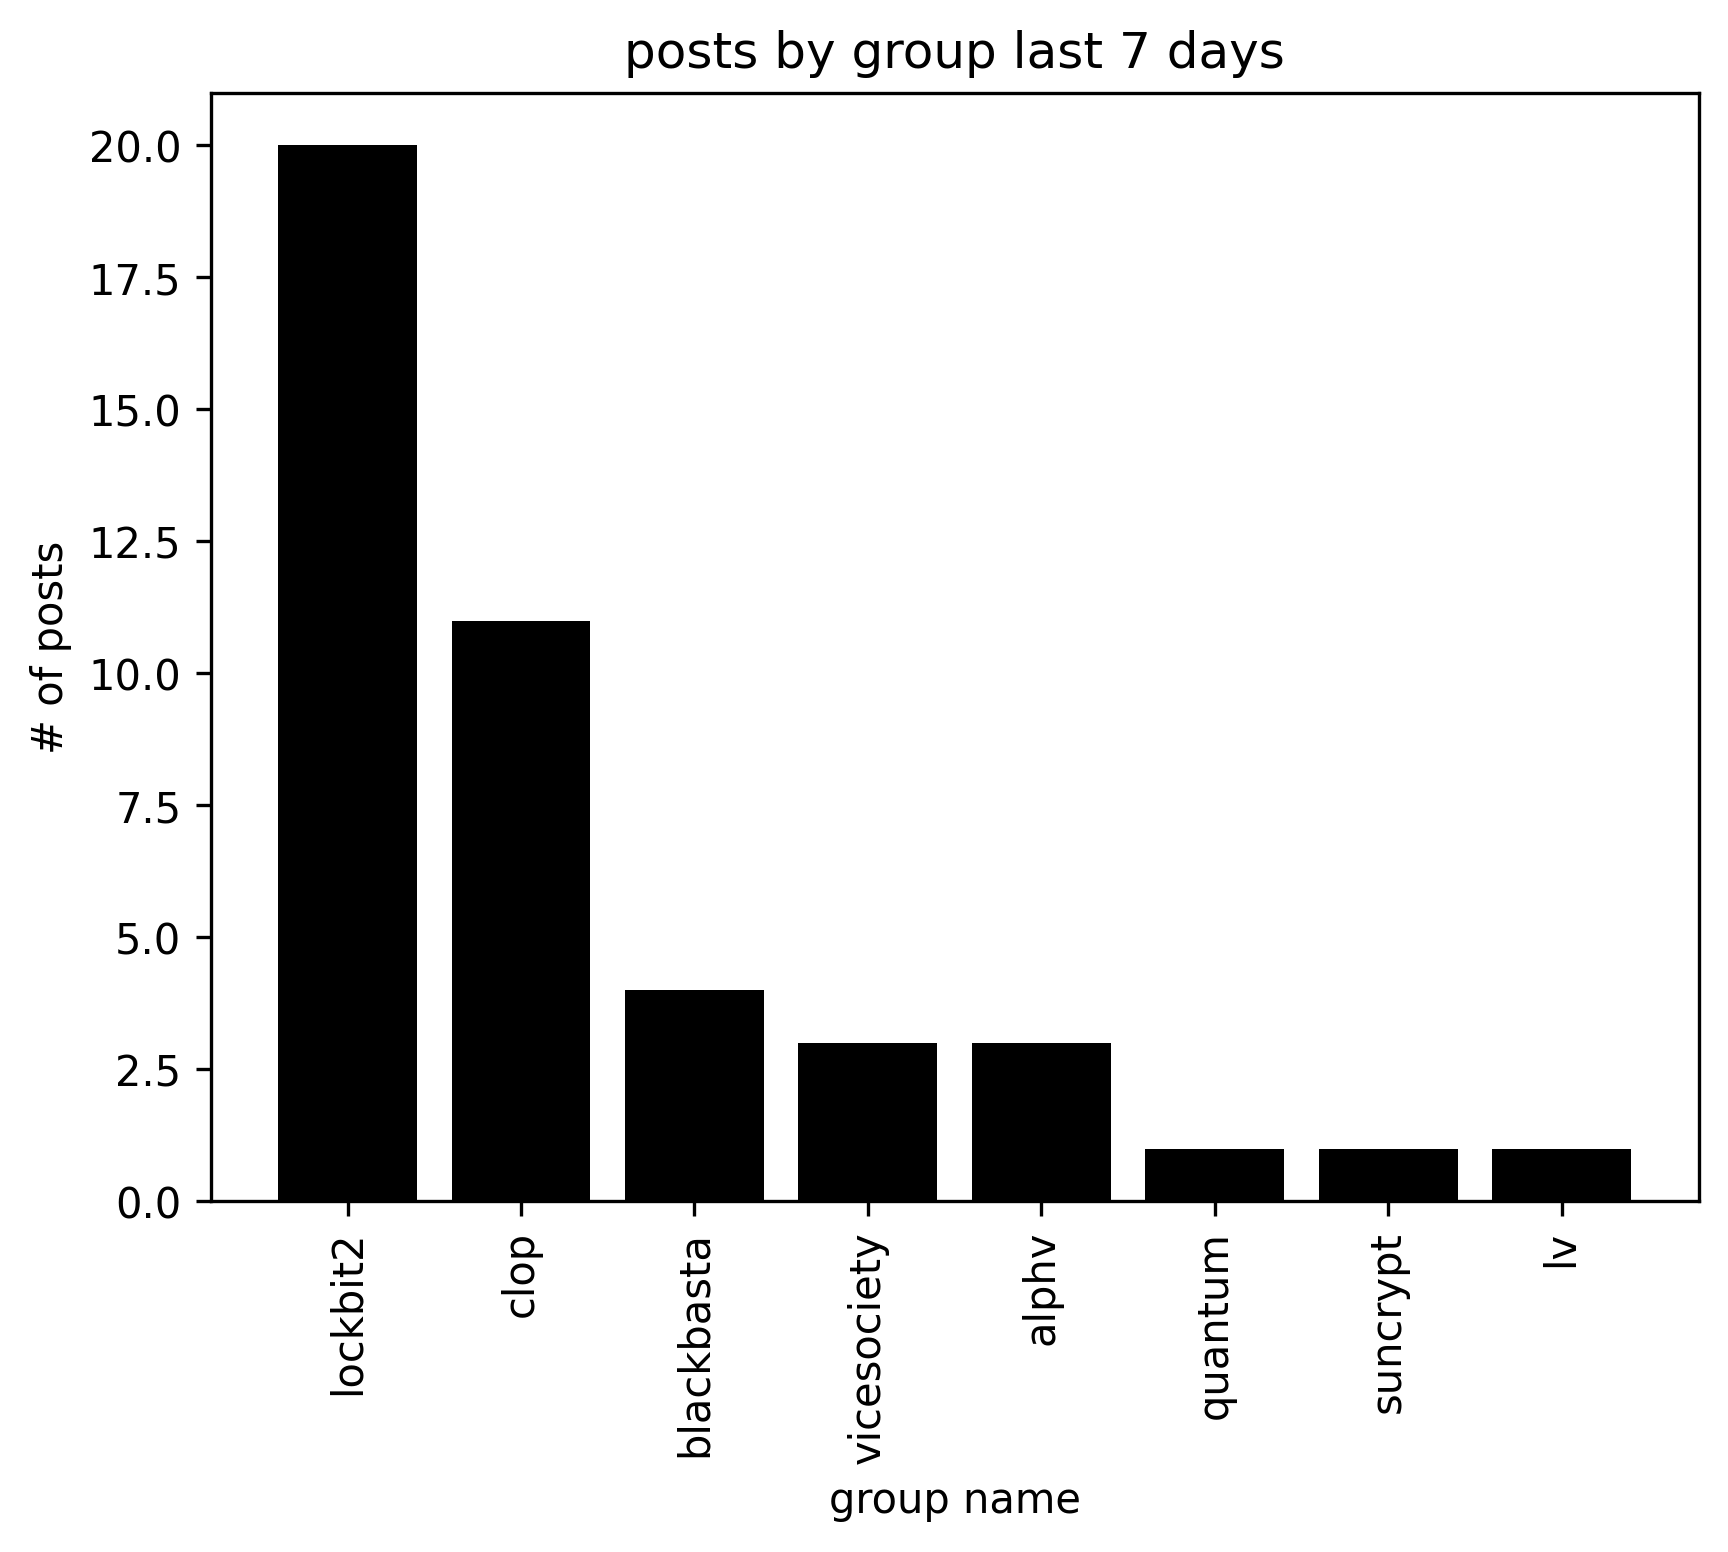 posts by group last 7 days
20.0
17.5
15.0
12.5
10.0
7.5
5.0
2.5
0.0
# of posts
lockbit2
clop
blackbasta
vicesociety
alphv
quantum
suncrypt
lv
group name